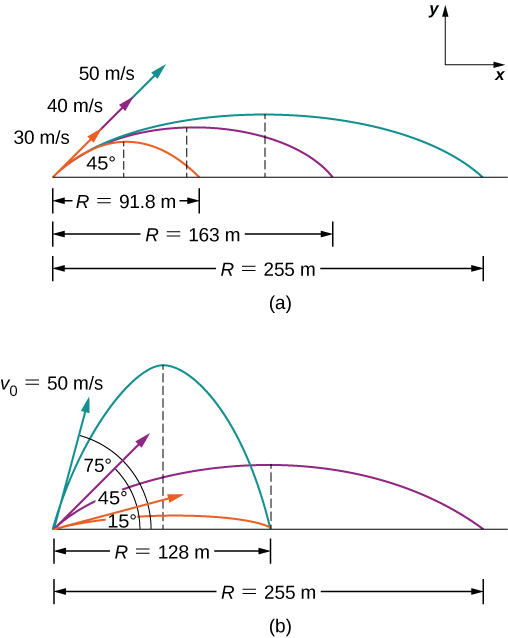 y
x
50 m/s
40 m/s
30 m/s
45°
R = 91.8 m
R = 163 m
R = 255 m
(a)
v₀ = 50 m/s
75°
45°
15°
R = 128 m
R = 255 m
(b)